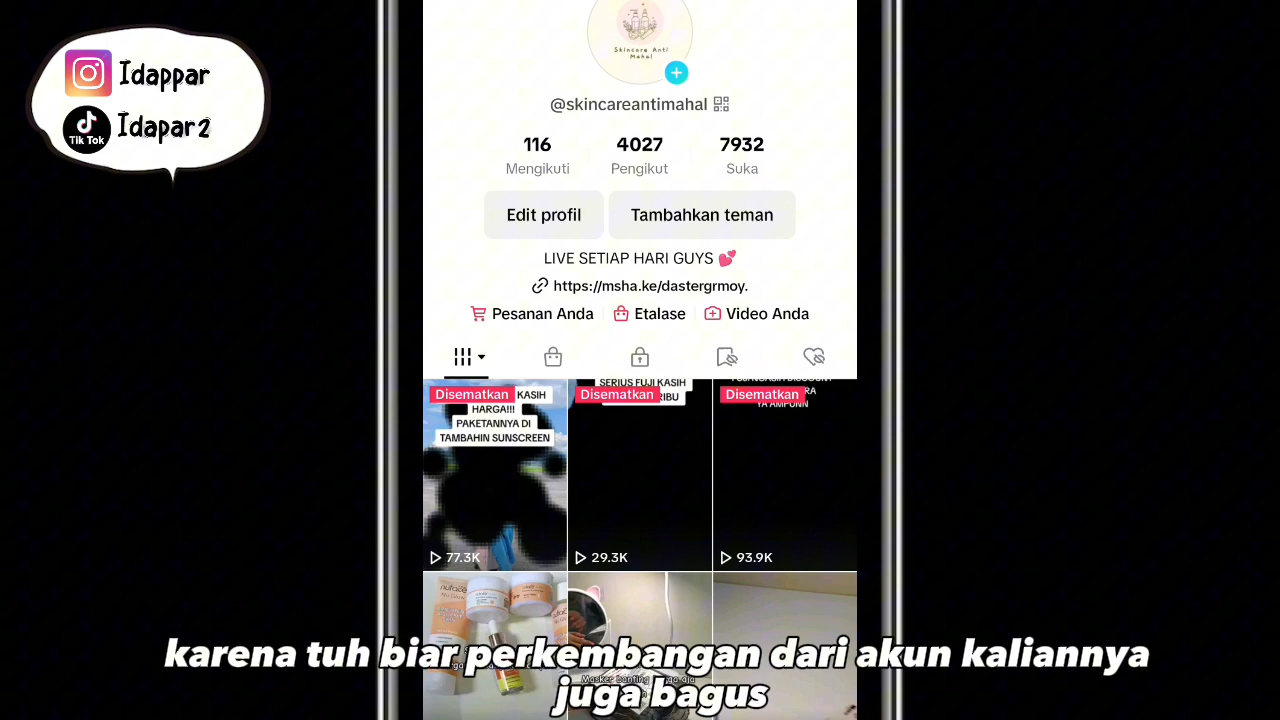 Idappar
Tik Tok
Idapar2
Skincare Anti
Mahal
@skincareantimahal
116
4027
7932
Mengikuti
Pengikut
Suka
Edit profil
Tambahkan teman
LIVE SETIAP HARI GUYS 💕
https://msha.ke/dastergrmoy.
Pesanan Anda
Etalase
Video Anda
Disematkan
KASIH
HARGA!!!
PAKETANNYA DI
TAMBAHIN SUNSCREEN
77.3K
SERIUS FUJI KASIH
Disematkan
29.3K
Disematkan
YA AMPUNN
93.9K
nuface
karena tuh biar perkembangan dari akun kaliannya
juga bagus